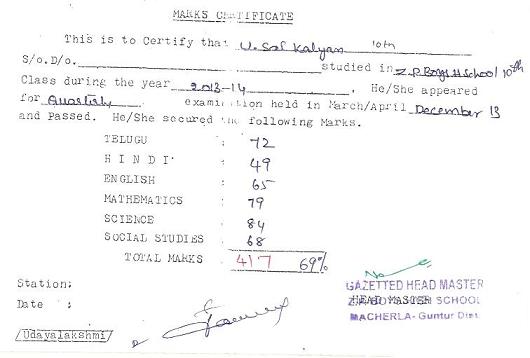 MARKS CERTIFICATE
This is to Certify that U. Sai Kalyan 10th
S/o.D/o. studied in Z.P Boys H School 10th
Class during the year 2013-14 . He/She appeared
for Quarterly examination held in March/April December 13
and Passed. He/She secured the following Marks.
TELUGU : 72
HINDI : 49
ENGLISH : 65
MATHEMATICS : 79
SCIENCE : 84
SOCIAL STUDIES : 68
TOTAL MARKS 417 69%
Station:
Date :
/Udayalakshmi/
GAZETTED HEAD MASTER
HEAD MASTER
Z.P. BOYS HIGH SCHOOL
MACHERLA- Guntur Dist.